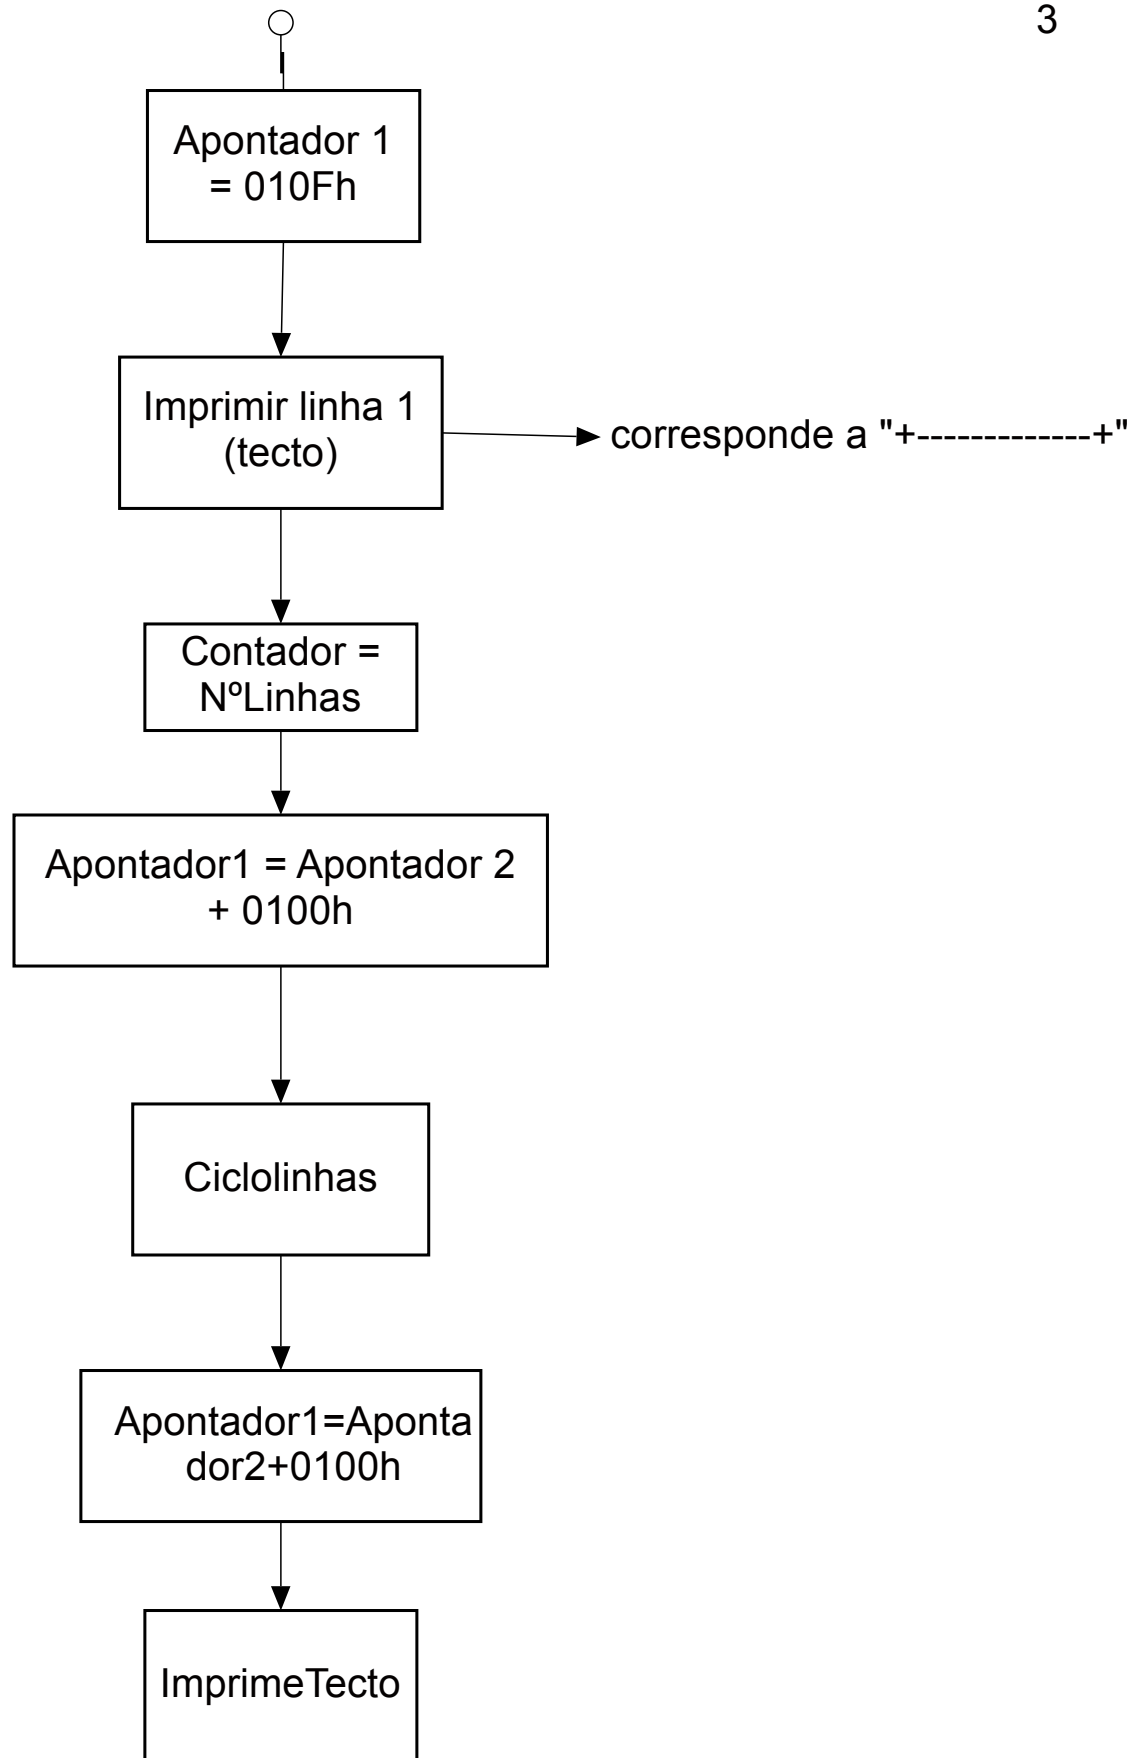 3
Apontador 1
= 010Fh
Imprimir linha 1
(tecto)
corresponde a "+-------------+"
Contador =
NºLinhas
Apontador1 = Apontador 2
+ 0100h
Ciclolinhas
Apontador1=Aponta
dor2+0100h
ImprimeTecto